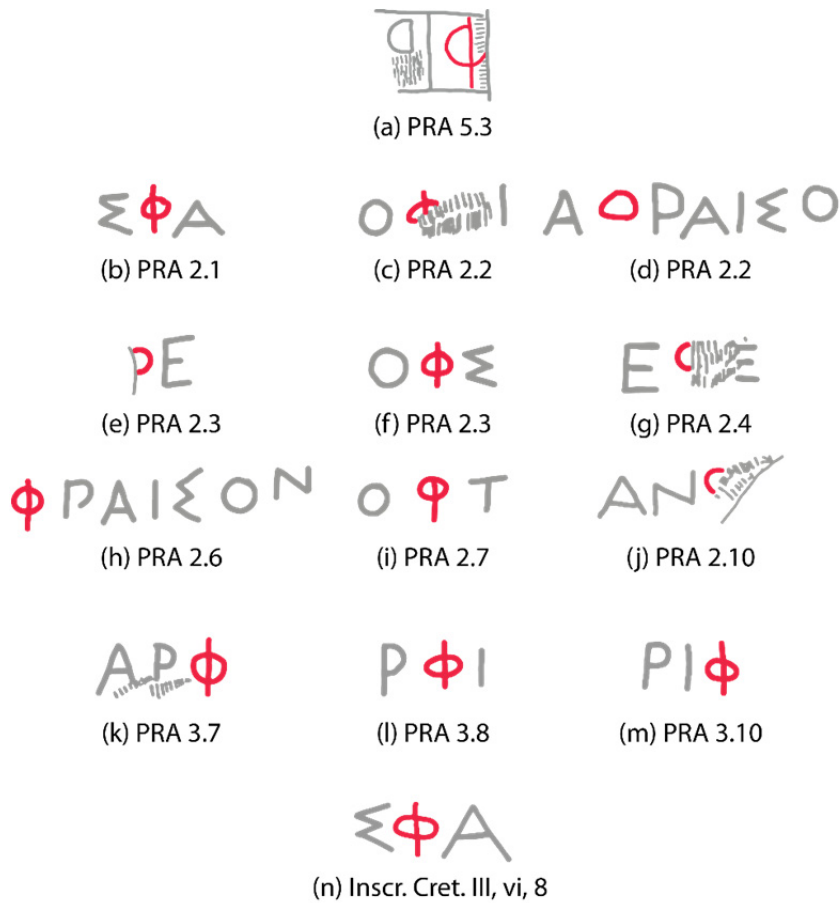 (a) PRA 5.3
ΣΦΑ
Ο Φ Ι
Α Ο ΡΑΙΣΟ
(b) PRA 2.1
(c) PRA 2.2
(d) PRA 2.2
Ε
ΟΦΣ
Ε
(e) PRA 2.3
(f) PRA 2.3
(g) PRA 2.4
ΦΡΑΙΣΟΝ
ΟΦΤ
ΑΝ
(h) PRA 2.6
(i) PRA 2.7
(j) PRA 2.10
ΑΡΦ
ΡΦΙ
ΡΙΦ
(k) PRA 3.7
(l) PRA 3.8
(m) PRA 3.10
ΣΦΑ
(n) Inscr. Cret. III, vi, 8